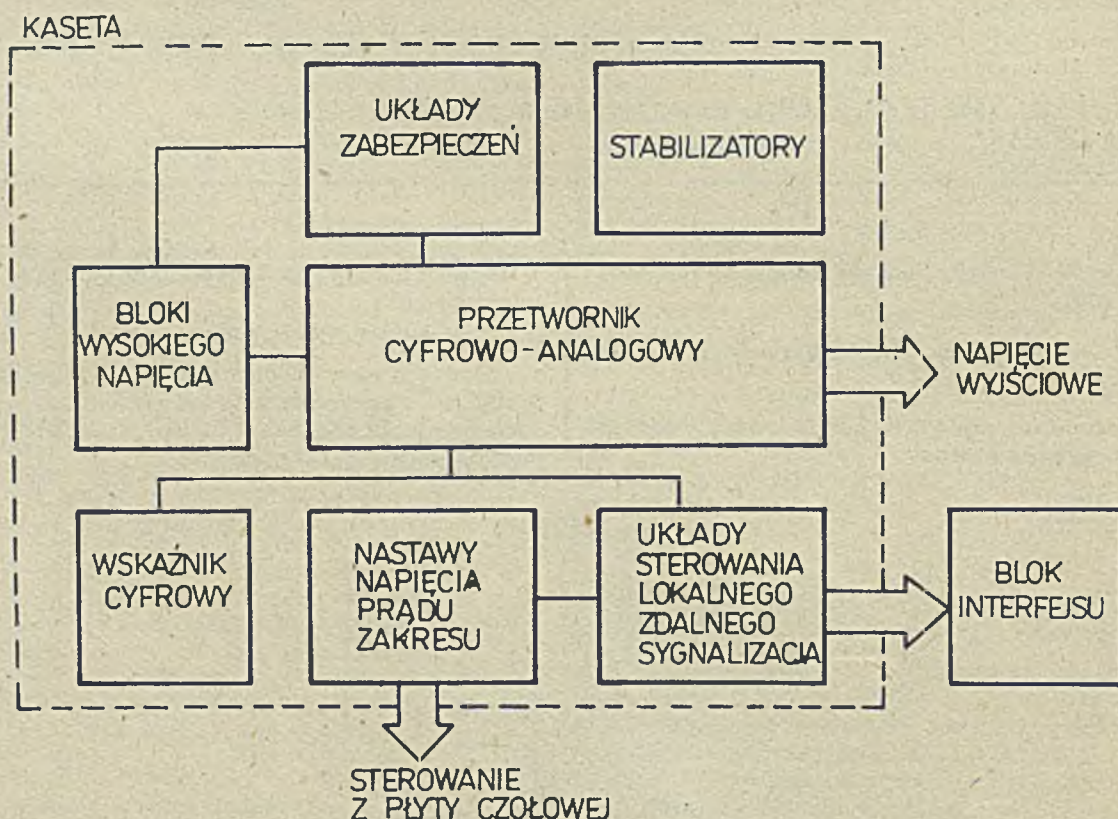 KASETA
UKŁADY
ZABEZPIECZEŃ
STABILIZATORY
BLOKI
WYSOKIEGO
NAPIĘCIA
PRZETWORNIK
CYFROWO-ANALOGOWY
NAPIĘCIE
WYJŚCIOWE
WSKAŹNIK
CYFROWY
NASTAWY
NAPIĘCIA
PRĄDU
ZAKRESU
UKŁADY
STEROWANIA
LOKALNEGO
ZDALNEGO
SYGNALIZACJA
BLOK
INTERFEJSU
STEROWANIE
Z PŁYTY CZOŁOWEJ